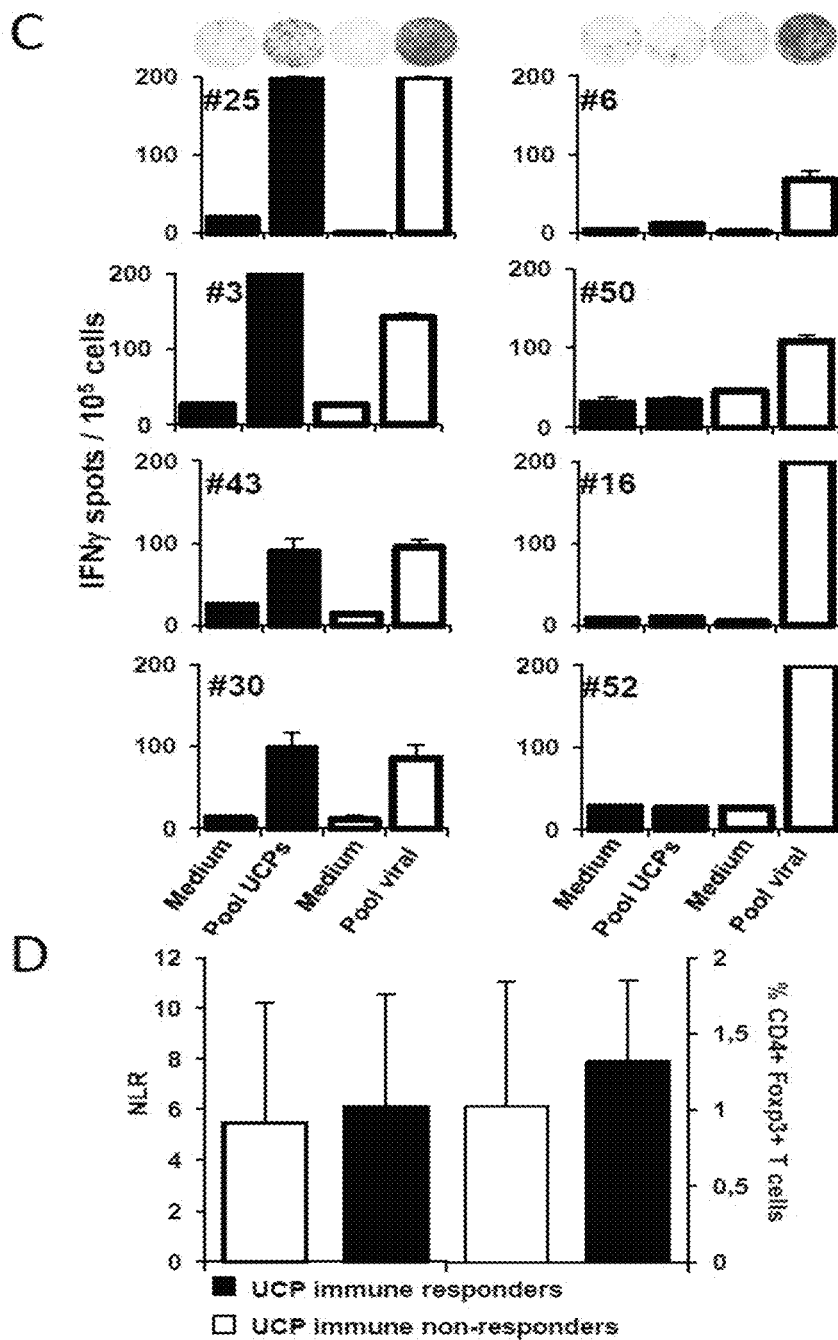 C
IFNγ spots / 10⁵ cells
200
#25
100
0
200
#6
100
0
200
#3
100
0
200
#50
100
0
200
#43
100
0
200
#16
100
0
200
#30
100
0
200
#52
100
0
Medium
Pool UCPs
Medium
Pool viral
Medium
Pool UCPs
Medium
Pool viral
D
NLR
12
10
8
6
4
2
0
2
1,5
1
0,5
0
% CD4+ Foxp3+ T cells
UCP immune responders
UCP immune non-responders